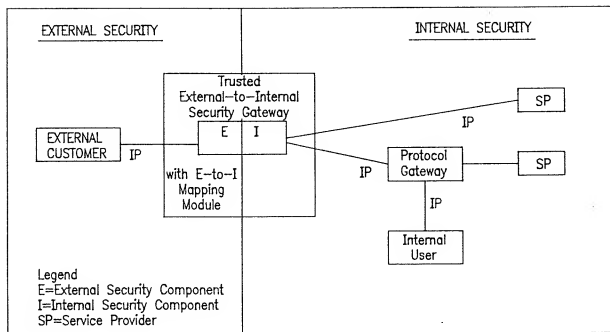 EXTERNAL SECURITY
INTERNAL SECURITY
Trusted
External-to-Internal
Security Gateway
E I
with E-to-I
Mapping
Module
EXTERNAL
CUSTOMER
IP
IP
SP
IP
Protocol
Gateway
SP
IP
Internal
User
Legend
E=External Security Component
I=Internal Security Component
SP=Service Provider